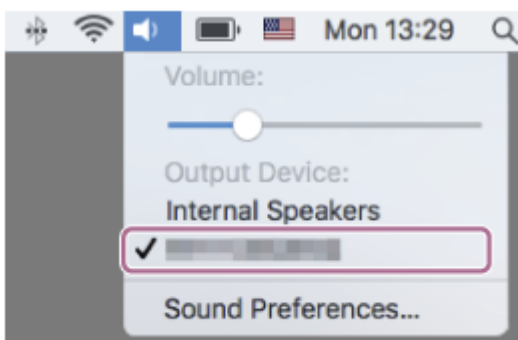 Mon 13:29
Volume:
Output Device:
Internal Speakers
Sound Preferences...